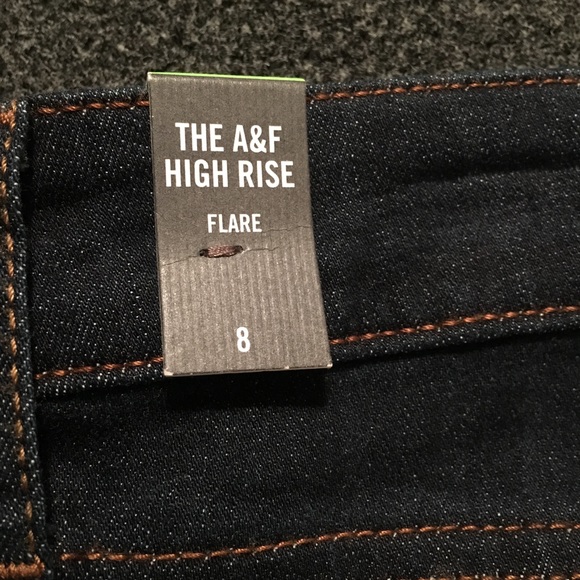 THE A&F
HIGH RISE
FLARE
8